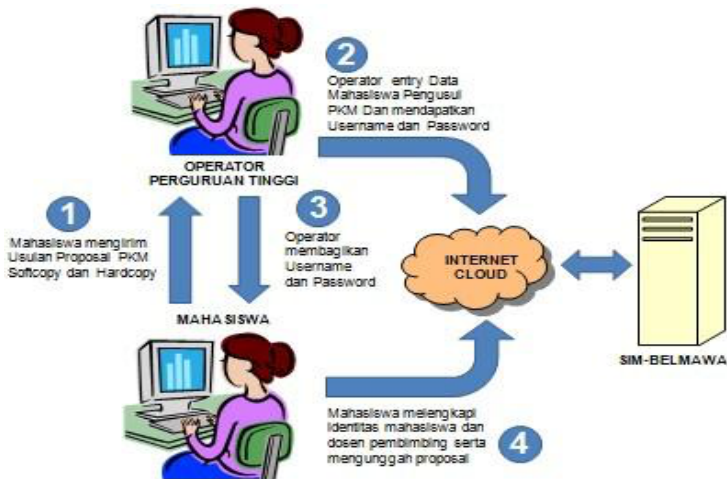 2
Operator entry Data
Mahasiswa Pengusul
PKM Dan mendapatkan
Username dan Password
OPERATOR
PERGURUAN TINGGI
1
Mahasiswa mengirim
Usulan Proposal PKM
Softcopy dan Hardcopy
3
Operator
membagikan
Username
dan Password
INTERNET
CLOUD
SIM-BELMAWA
MAHASISWA
Mahasiswa melengkapi
Identitas mahasiswa dan
dosen pembimbing serta
mengunggah proposal
4